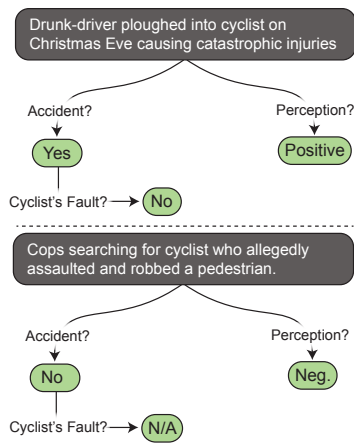 Drunk-driver ploughed into cyclist on
Christmas Eve causing catastrophic injuries
Accident?
Perception?
Yes
Positive
Cyclist's Fault?
No
Cops searching for cyclist who allegedly
assaulted and robbed a pedestrian.
Accident?
Perception?
No
Neg.
Cyclist's Fault?
N/A